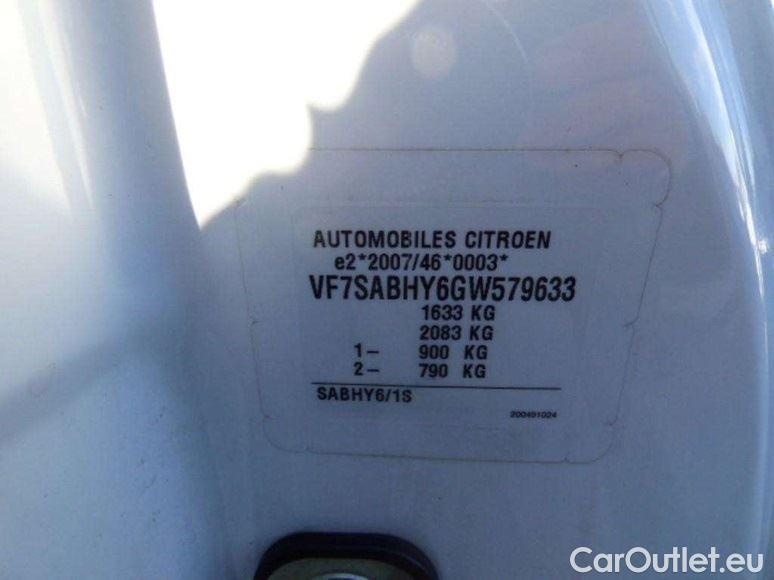 AUTOMOBILES CITROEN
e2*2007/46*0003*
VF7SABHY6GW579633
1633 KG
2083 KG
1- 900 KG
2- 790 KG
SABHY6/1S
200491024
CarOutlet.eu